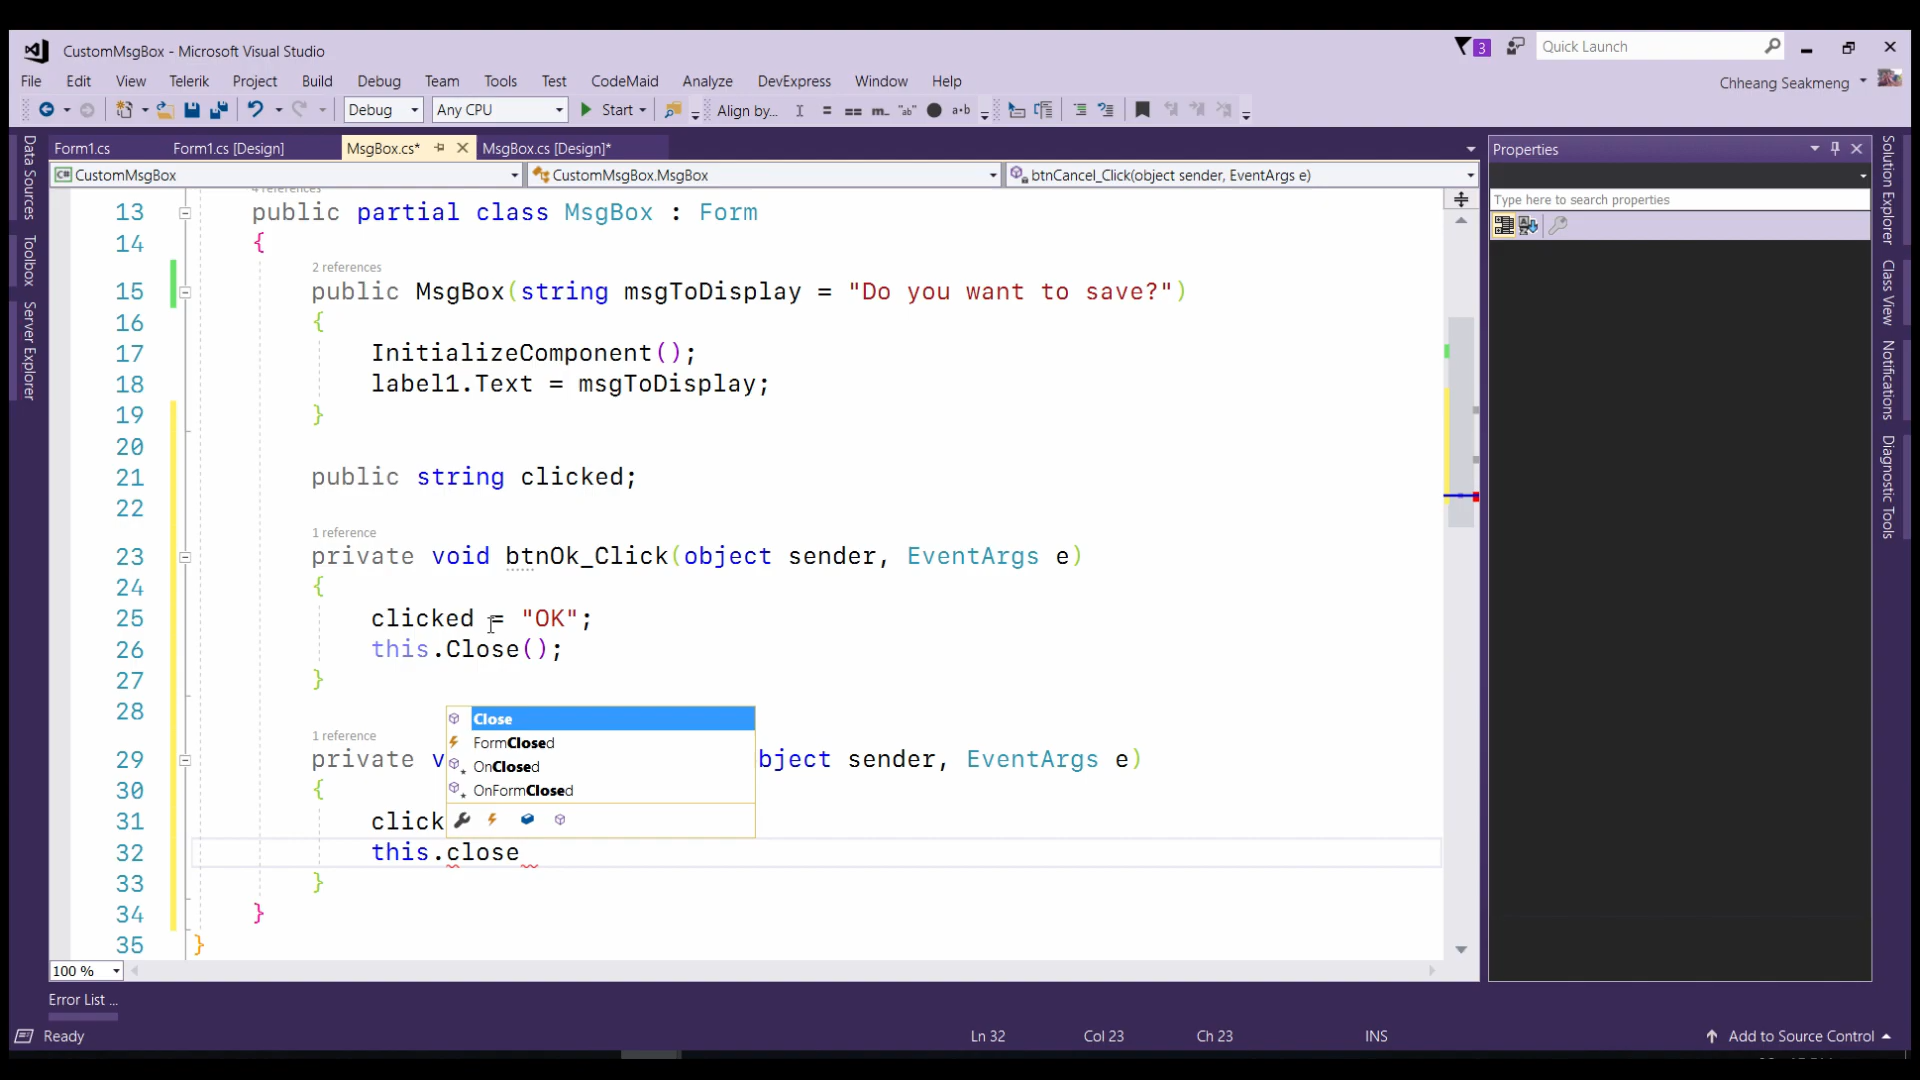 CustomMsgBox - Microsoft Visual Studio
3
Quick Launch
File Edit View Telerik Project Build Debug Team Tools Test CodeMaid Analyze DevExpress Window Help
Chheang Seakmeng
Debug Any CPU Start Align by...
Form1.cs Form1.cs [Design] MsgBox.cs* MsgBox.cs [Design]*
CustomMsgBox CustomMsgBox.MsgBox btnCancel_Click(object sender, EventArgs e)
13 public partial class MsgBox : Form
14 {
2 references
15 public MsgBox(string msgToDisplay = "Do you want to save?")
16 {
17 InitializeComponent();
18 label1.Text = msgToDisplay;
19 }
20
21 public string clicked;
22
1 reference
23 private void btnOk_Click(object sender, EventArgs e)
24 {
25 clicked = "OK";
26 this.Close();
27 }
28
1 reference
29 private v bject sender, EventArgs e)
30 {
31 click
32 this.close
33 }
34 }
35 }
Close
FormClosed
OnClosed
OnFormClosed
100 %
Error List ...
Ready Ln 32 Col 23 Ch 23 INS Add to Source Control
Properties
Type here to search properties
Data Sources
Toolbox
Server Explorer
Solution Explorer
Class View
Notifications
Diagnostic Tools